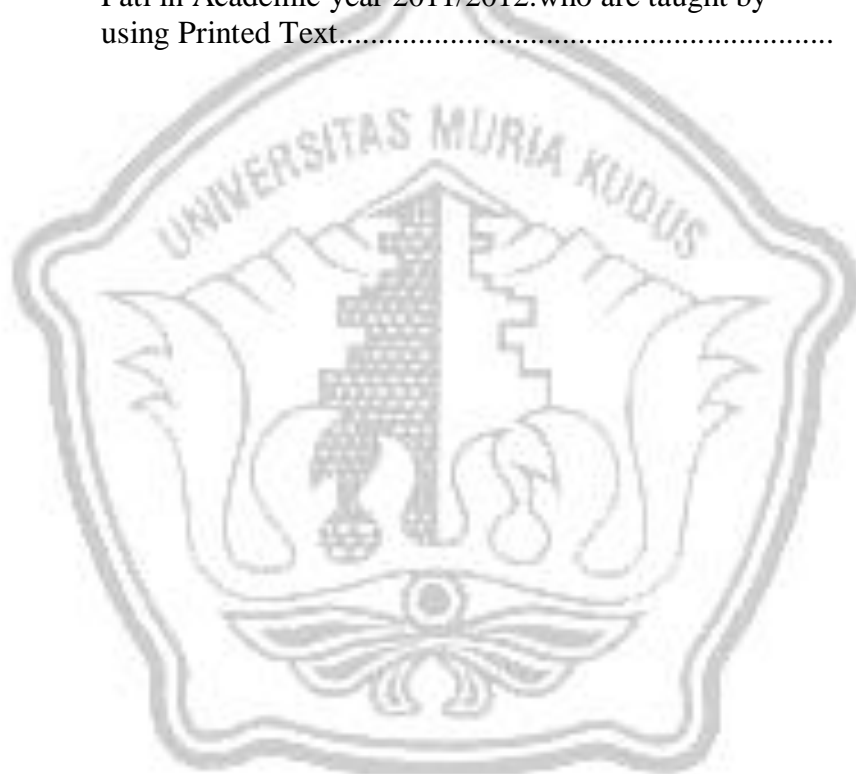 Pati in Academic year 2011/2012.who are taught by
using Printed Text............................................................
UNIVERSITAS MURIA KUDUS